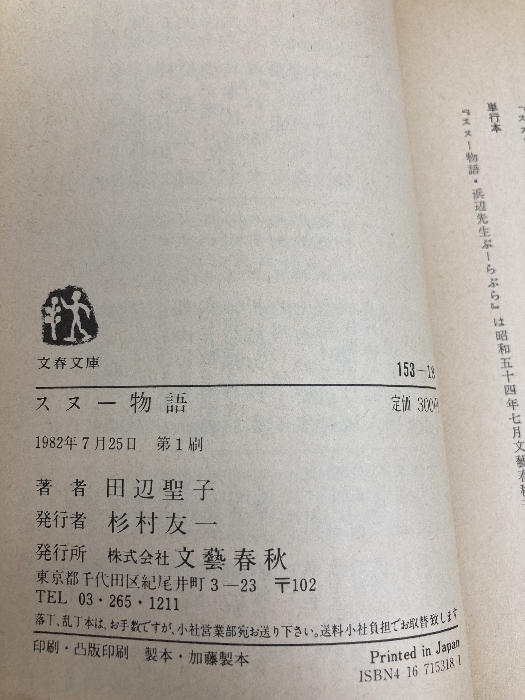 単行本
『スヌー物語・浜辺先生ぶーらぶら』は昭和五十四年七月文藝春秋
文春文庫
153—18
スヌー物語
定価 300円
1982年7月25日 第1刷
著 者 田辺聖子
発行者 杉村友一
発行所 株式会社 文藝春秋
東京都千代田区紀尾井町3—23 〒102
TEL 03・265・1211
落丁、乱丁本は、お手数ですが、小社営業部宛お送り下さい。送料小社負担でお取替致します
印刷・凸版印刷 製本・加藤製本
Printed in Japan
ISBN4 16 715318 1